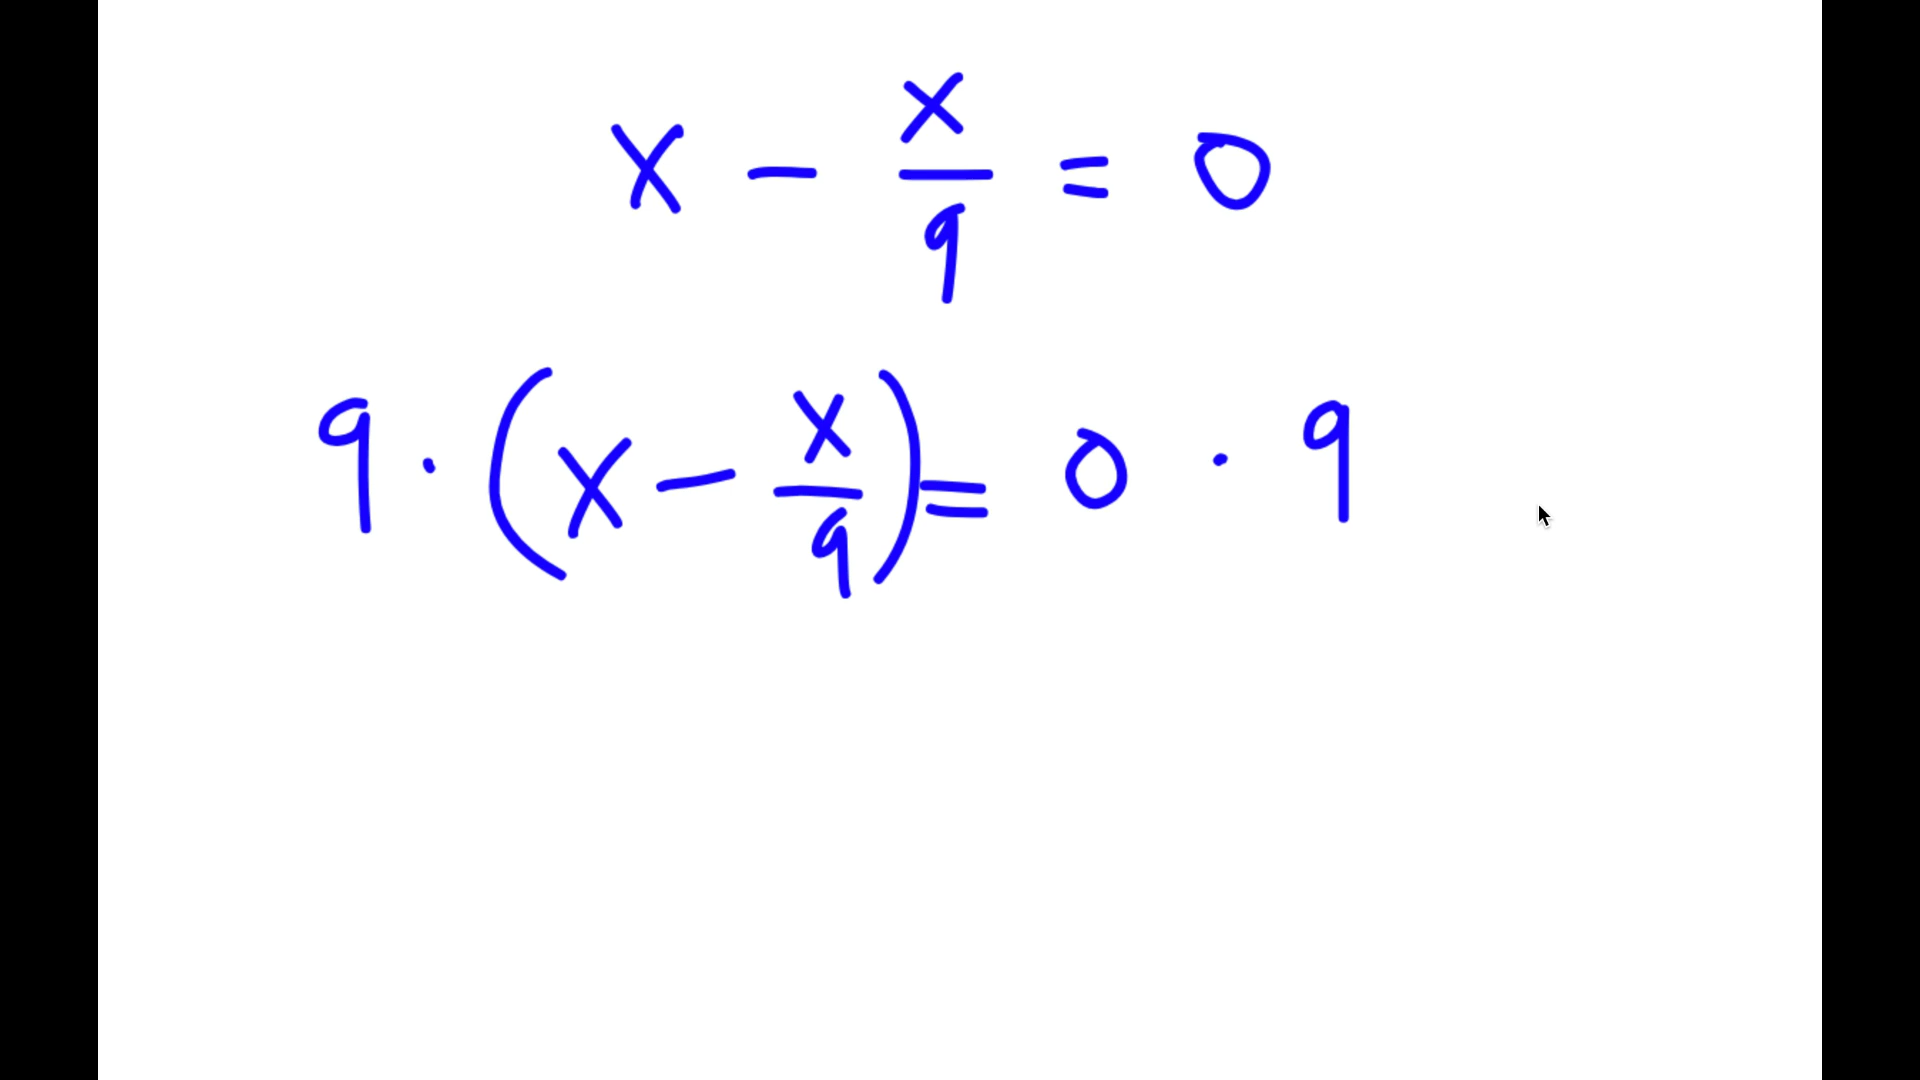 x - x/9 = 0
9 · (x - x/9) = 0 · 9